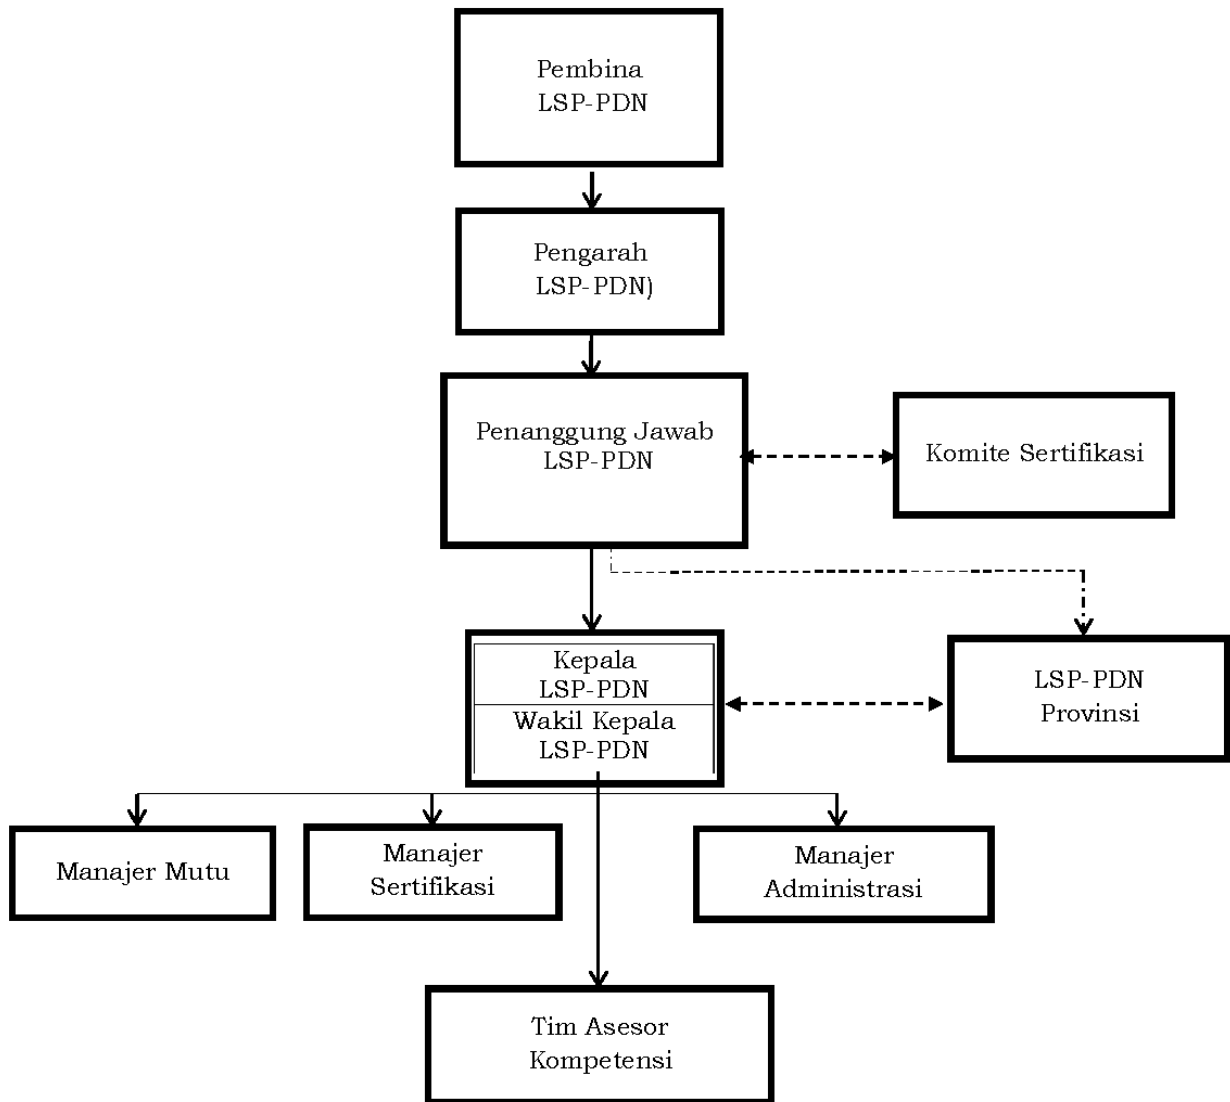 Pembina
LSP-PDN
Pengarah
LSP-PDN)
Penanggung Jawab
LSP-PDN
Komite Sertifikasi
Kepala
LSP-PDN
Wakil Kepala
LSP-PDN
LSP-PDN
Provinsi
Manajer Mutu
Manajer
Sertifikasi
Manajer
Administrasi
Tim Asesor
Kompetensi